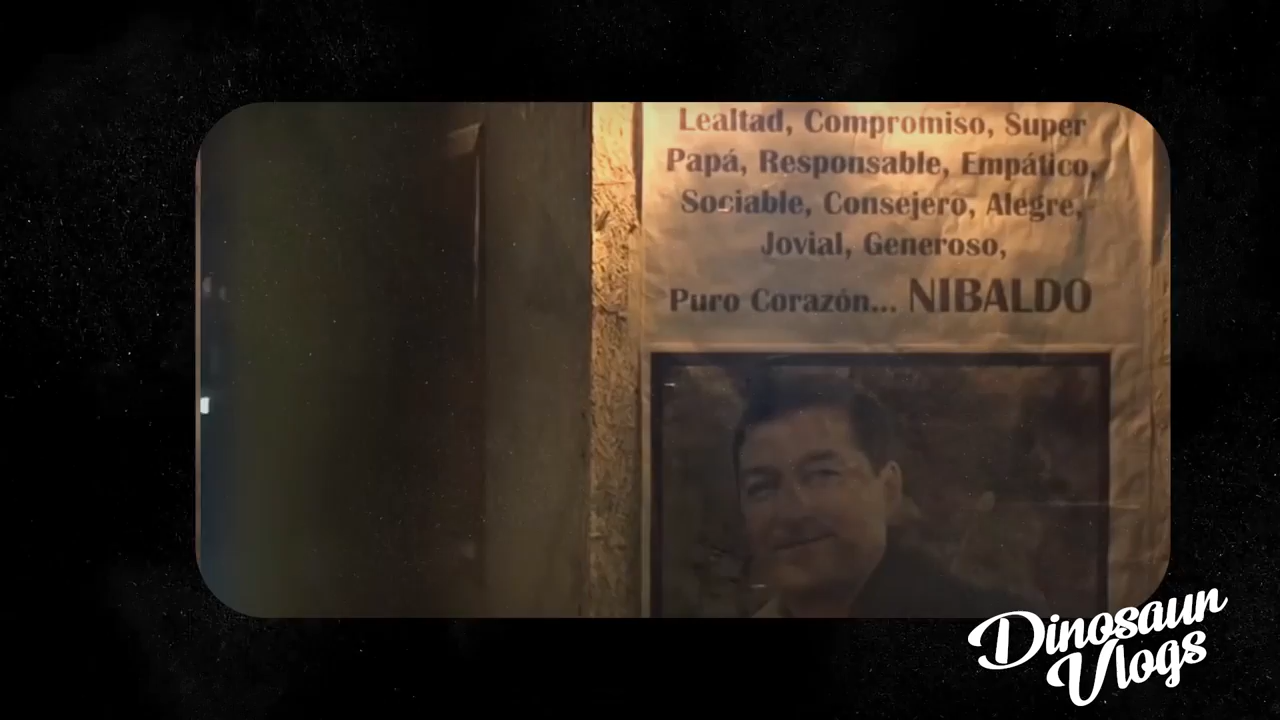 Lealtad, Compromiso, Super
Papá, Responsable, Empático,
Sociable, Consejero, Alegre,
Jovial, Generoso,
Puro Corazón... NIBALDO
Dinosaur
Vlogs